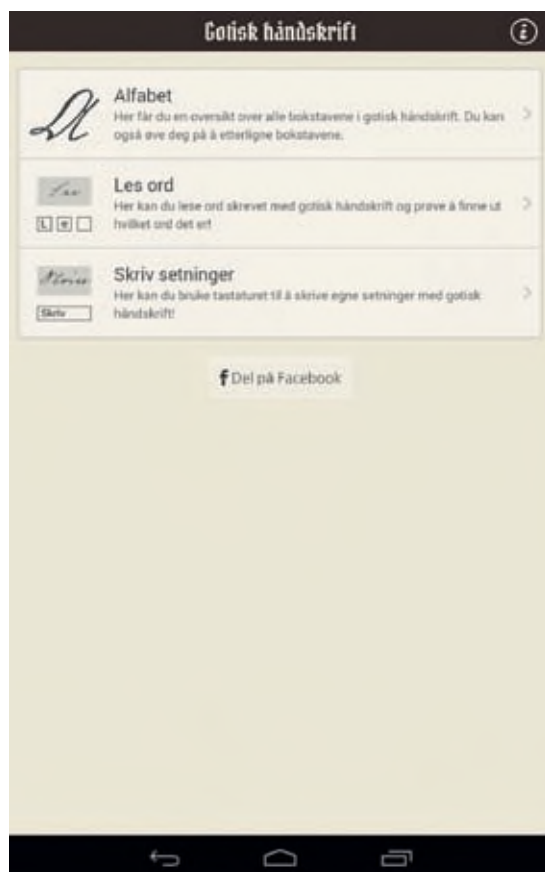 Gotisk håndskrift
Alfabet
Her får du en oversikt over alle bokstavene i gotisk håndskrift. Du kan
også øve deg på å etterligne bokstavene.
Les ord
Her kan du lese ord skrevet med gotisk håndskrift og prøve å finne ut
hvilket ord det er!
L e
Skriv setninger
Her kan du bruke tastaturet til å skrive egne setninger med gotisk
håndskrift!
Skriv
f Del på Facebook